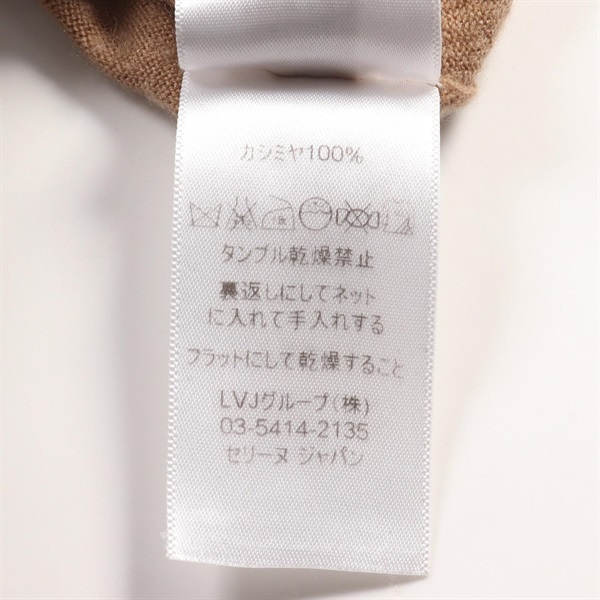 カシミヤ100%
タンブル乾燥禁止
裏返しにしてネット
に入れて手入れする
フラットにして乾燥すること
LVJグループ(株)
03-5414-2135
セリーヌ ジャパン